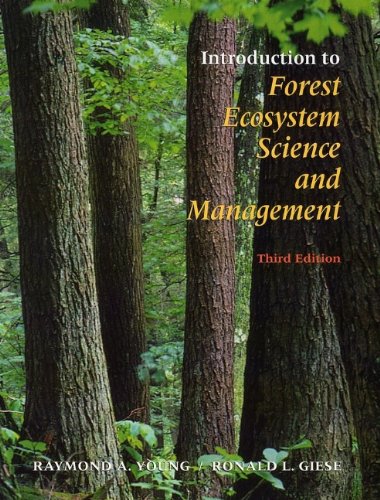 Introduction to
Forest
Ecosystem
Science
and
Management
Third Edition
RAYMOND A. YOUNG / RONALD L. GIESE